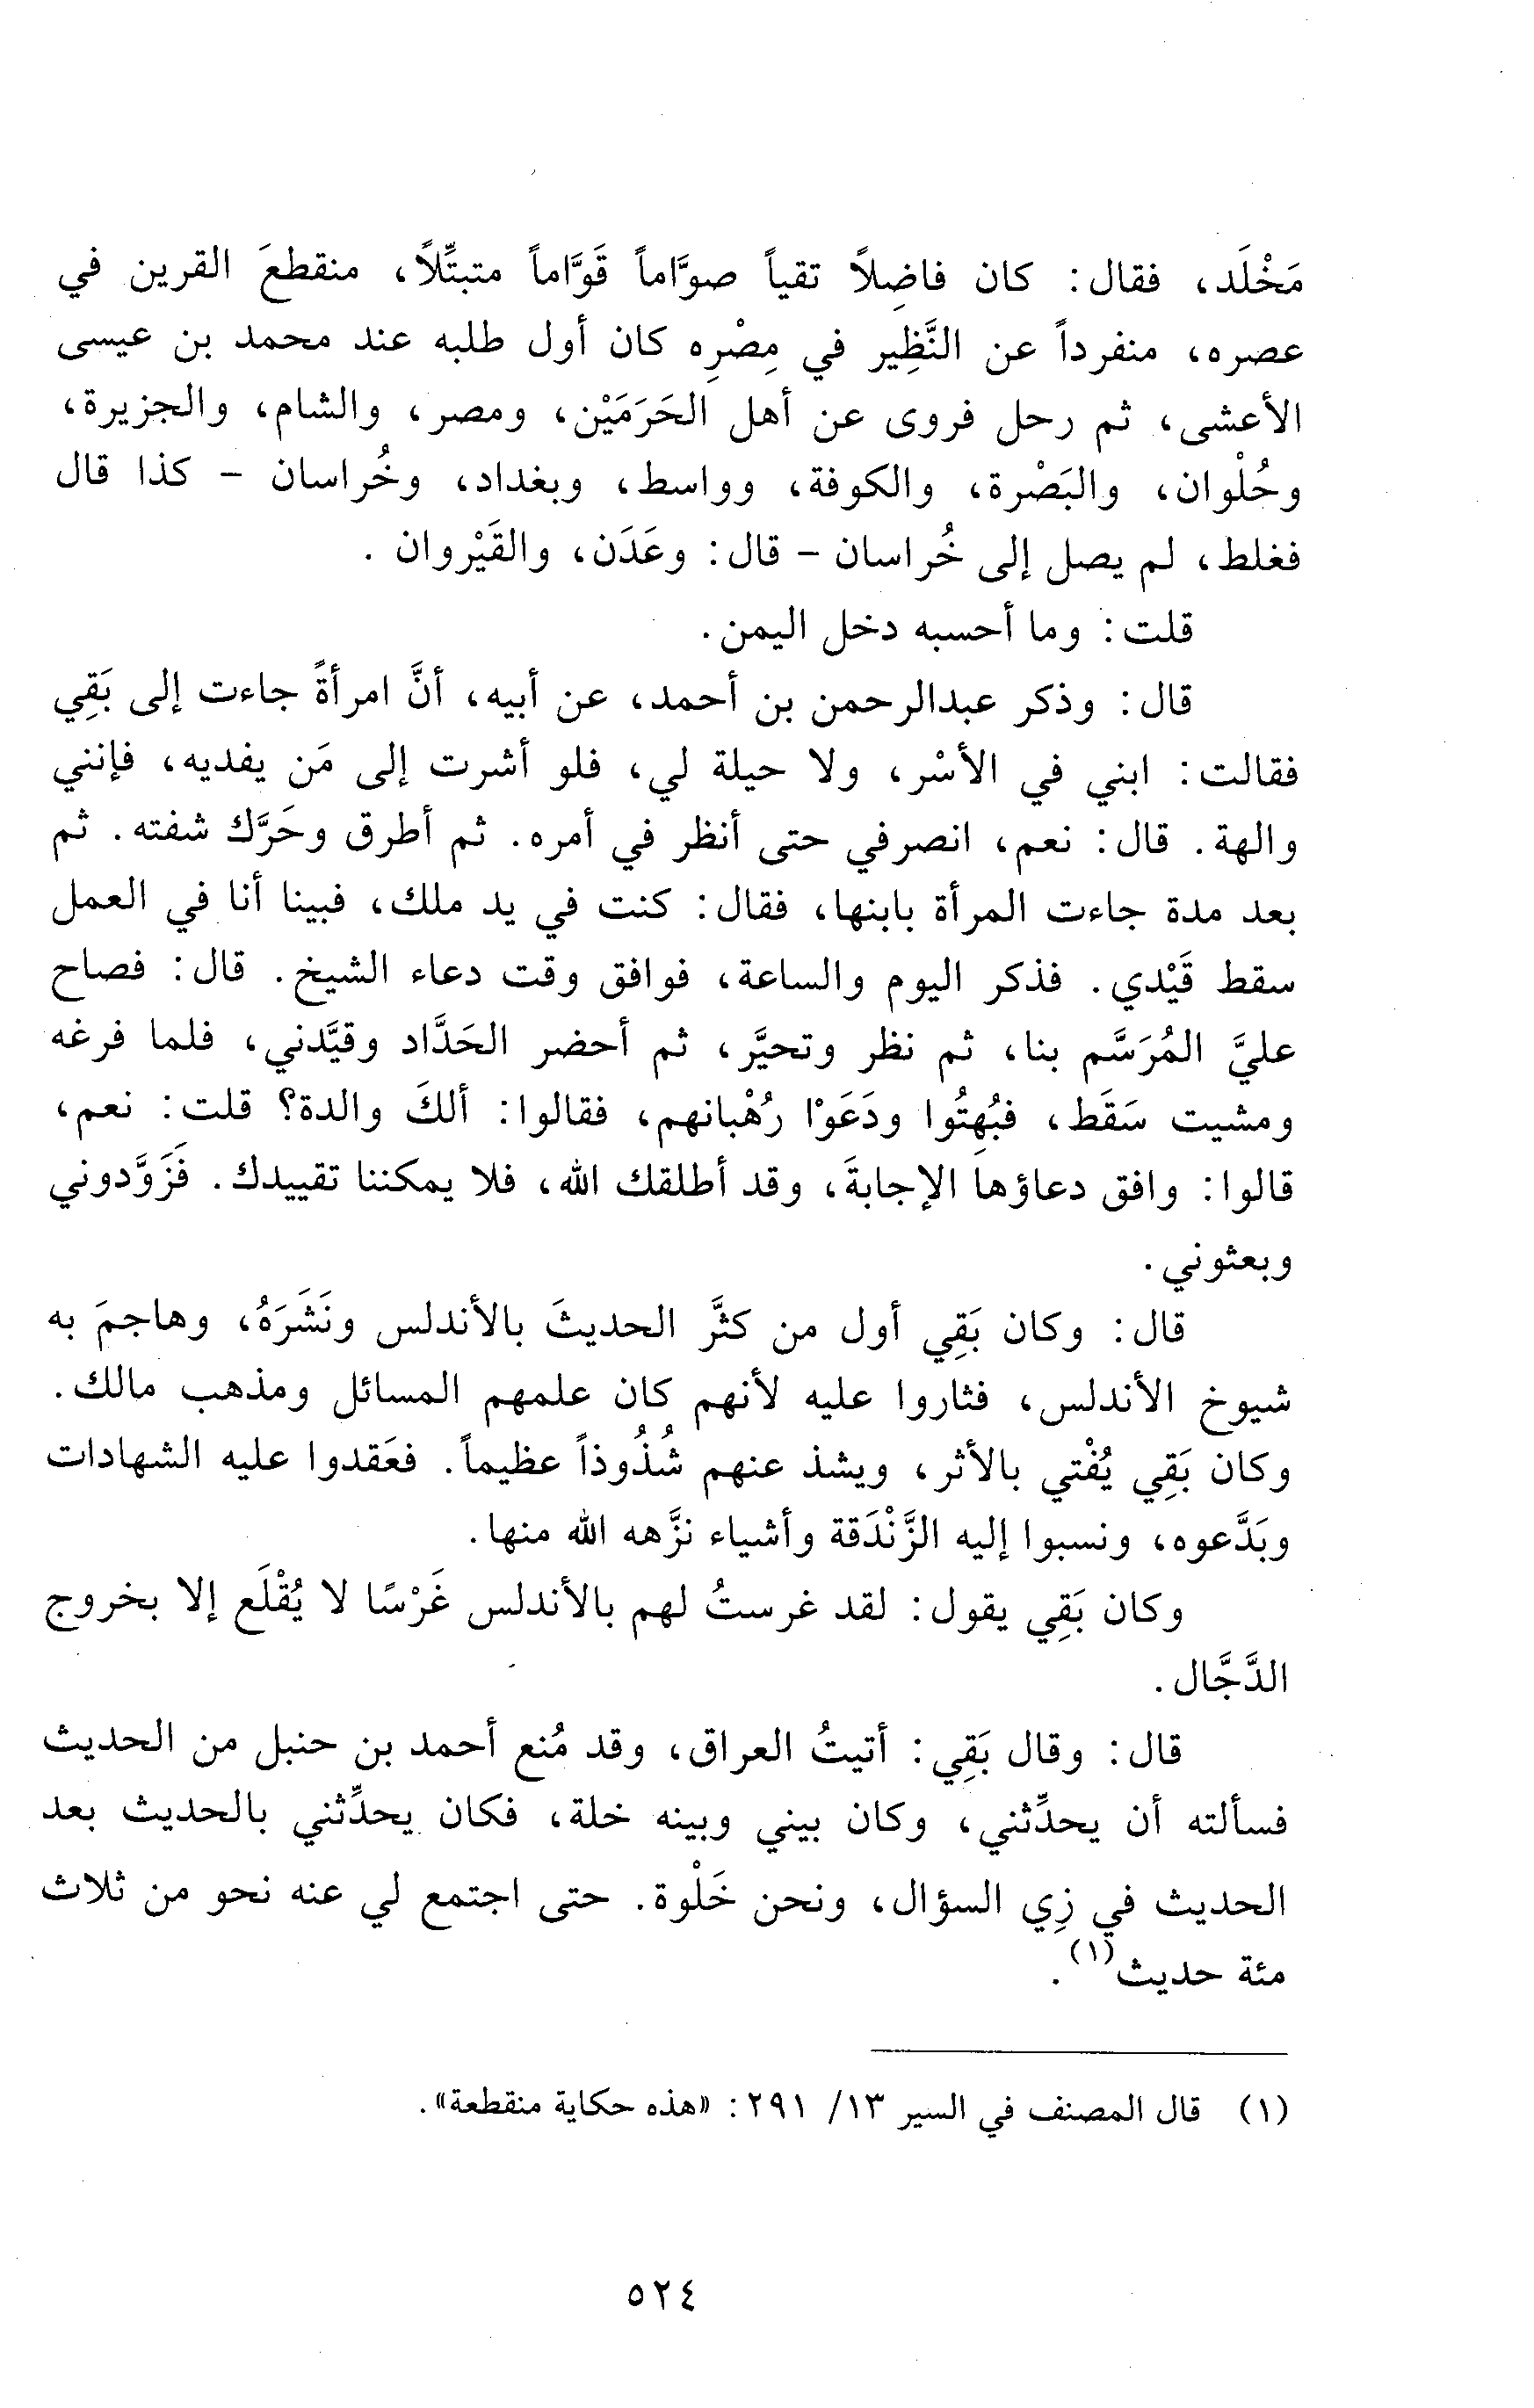 مَخْلَد، فقال: كان فاضِلاً تقياً صوَّاماً قَوَّاماً متبتِّلاً، منقطعَ القرين في
عصره، منفرداً عن النَّظِير في مِصْرِه كان أول طلبه عند محمد بن عيسى
الأعشى، ثم رحل فروى عن أهل الحَرَمَيْن، ومصر، والشام، والجزيرة،
وحُلْوان، والبَصْرة، والكوفة، وواسط، وبغداد، وخُراسان - كذا قال
فغلط، لم يصل إلى خُراسان - قال: وعَدَن، والقَيْروان.
قلت: وما أحسبه دخل اليمن.
قال: وذكر عبدالرحمن بن أحمد، عن أبيه، أنَّ امرأةً جاءت إلى بَقِي
فقالت: ابني في الأسْر، ولا حيلة لي، فلو أشرت إلى مَن يفديه، فإنني
والهة. قال: نعم، انصرفي حتى أنظر في أمره. ثم أطرق وحَرَّك شفته. ثم
بعد مدة جاءت المرأة بابنها، فقال: كنت في يد ملك، فبينا أنا في العمل
سقط قَيْدي. فذكر اليوم والساعة، فوافق وقت دعاء الشيخ. قال: فصاح
عليَّ المُرَسَّم بنا، ثم نظر وتحيَّر، ثم أحضر الحَدَّاد وقيَّدني، فلما فرغه
ومشيت سَقَط، فبُهِتُوا ودَعَوْا رُهْبانهم، فقالوا: ألكَ والدة؟ قلت: نعم،
قالوا: وافق دعاؤها الإجابةَ، وقد أطلقك الله، فلا يمكننا تقييدك. فَزَوَّدوني
وبعثوني.
قال: وكان بَقِي أول من كثَّر الحديثَ بالأندلس ونَشَرَهُ، وهاجمَ به
شيوخ الأندلس، فثاروا عليه لأنهم كان علمهم المسائل ومذهب مالك.
وكان بَقِي يُفْتي بالأثر، ويشذ عنهم شُذُوذاً عظيماً. فعَقدوا عليه الشهادات
وبَدَّعوه، ونسبوا إليه الزَّنْدَقة وأشياء نزَّهه الله منها.
وكان بَقِي يقول: لقد غرستُ لهم بالأندلس غَرْسًا لا يُقْلَع إلا بخروج
الدَّجَّال.
قال: وقال بَقِي: أتيتُ العراق، وقد مُنع أحمد بن حنبل من الحديث
فسألته أن يحدِّثني، وكان بيني وبينه خلة، فكان يحدِّثني بالحديث بعد
الحديث في زِي السؤال، ونحن خَلْوة. حتى اجتمع لي عنه نحو من ثلاث
مئة حديث(١).
(١) قال المصنف في السير ١٣/ ٢٩١: «هذه حكاية منقطعة».
٥٢٤